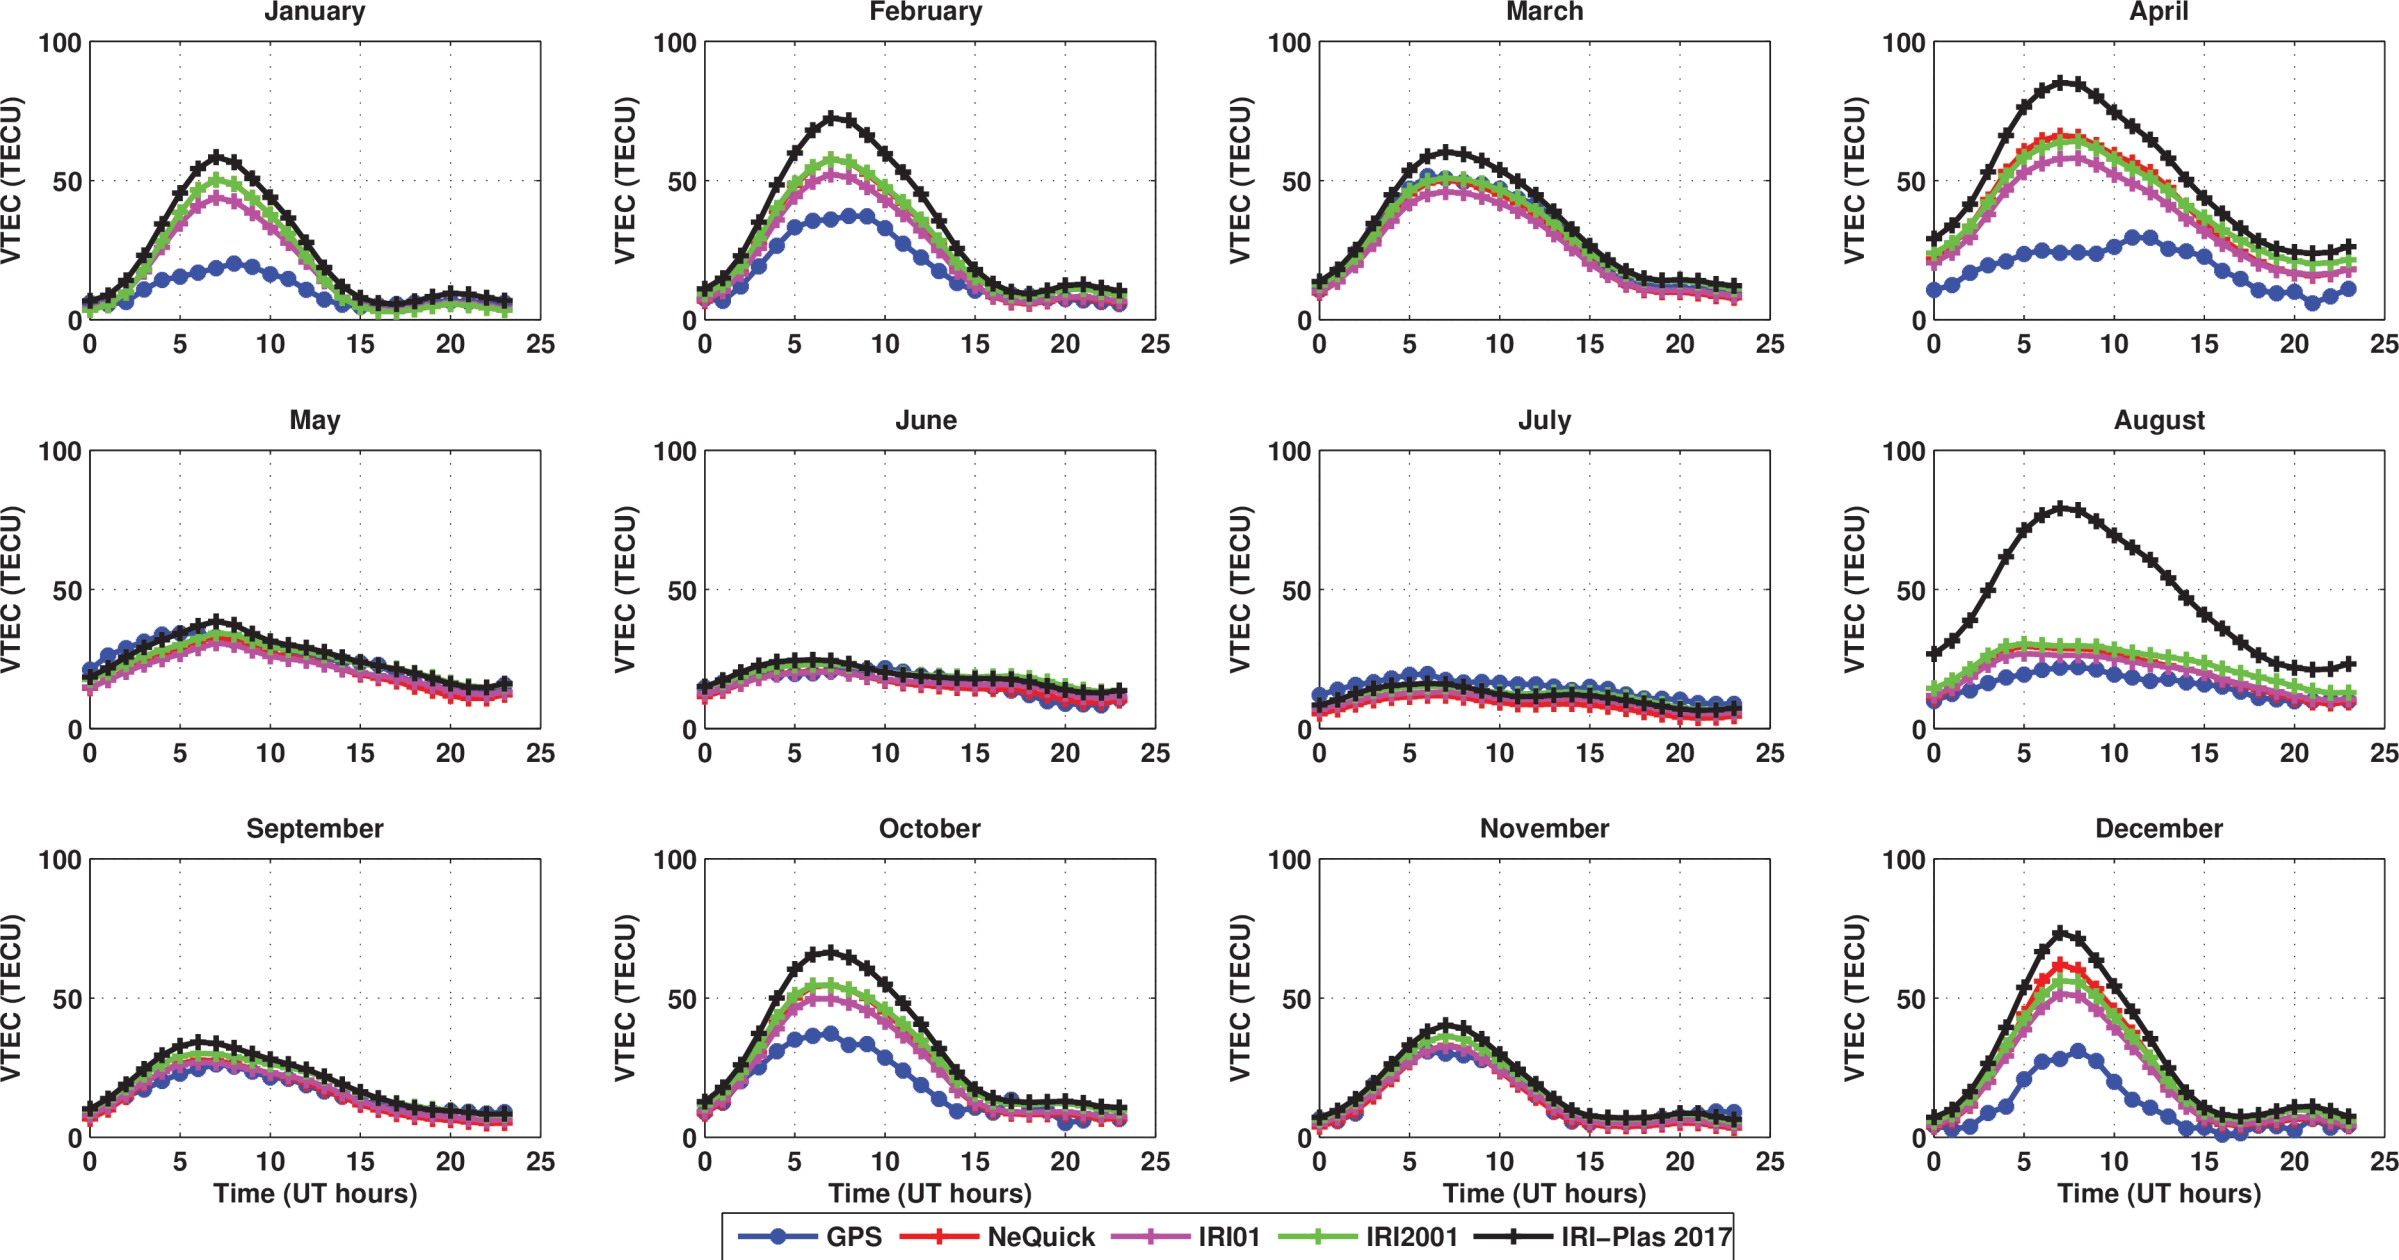 January February March April
100 100 100 100
VTEC (TECU) VTEC (TECU) VTEC (TECU) VTEC (TECU)
50 50 50 50
0 0 0 0
0 5 10 15 20 25 0 5 10 15 20 25 0 5 10 15 20 25 0 5 10 15 20 25
May June July August
100 100 100 100
VTEC (TECU) VTEC (TECU) VTEC (TECU) VTEC (TECU)
50 50 50 50
0 0 0 0
0 5 10 15 20 25 0 5 10 15 20 25 0 5 10 15 20 25 0 5 10 15 20 25
September October November December
100 100 100 100
VTEC (TECU) VTEC (TECU) VTEC (TECU) VTEC (TECU)
50 50 50 50
0 0 0 0
0 5 10 15 20 25 0 5 10 15 20 25 0 5 10 15 20 25 0 5 10 15 20 25
Time (UT hours) Time (UT hours) Time (UT hours) Time (UT hours)
GPS NeQuick IRI01 IRI2001 IRI−Plas 2017